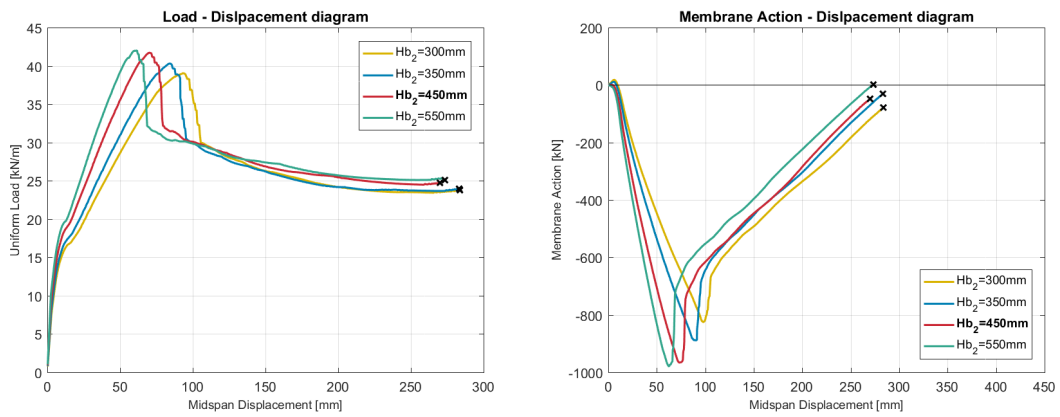 Load - Dislpacement diagram
45
40
35
30
25
20
15
10
5
0
Uniform Load [kN/m]
Hb2=300mm
Hb2=350mm
Hb2=450mm
Hb2=550mm
0 50 100 150 200 250 300
Midspan Displacement [mm]
Membrane Action - Dislpacement diagram
200
0
-200
-400
-600
-800
-1000
Membrane Action [kN]
Hb2=300mm
Hb2=350mm
Hb2=450mm
Hb2=550mm
0 50 100 150 200 250 300 350 400 450
Midspan Displacement [mm]